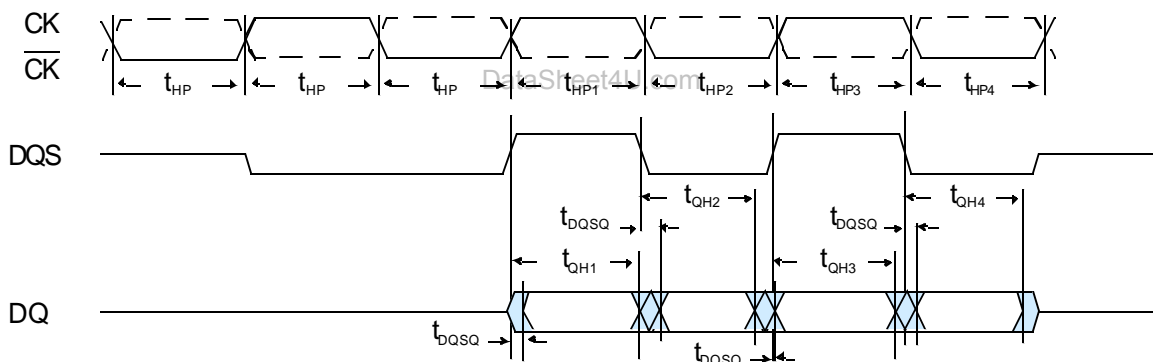 CK
CK
tHP tHP tHP tHP1 tHP2 tHP3 tHP4
DataSheet4U.com
DQS
tQH2 tQH4
tDQSQ tDQSQ
tQH1 tQH3
DQ
tDQSQ tDQSQ